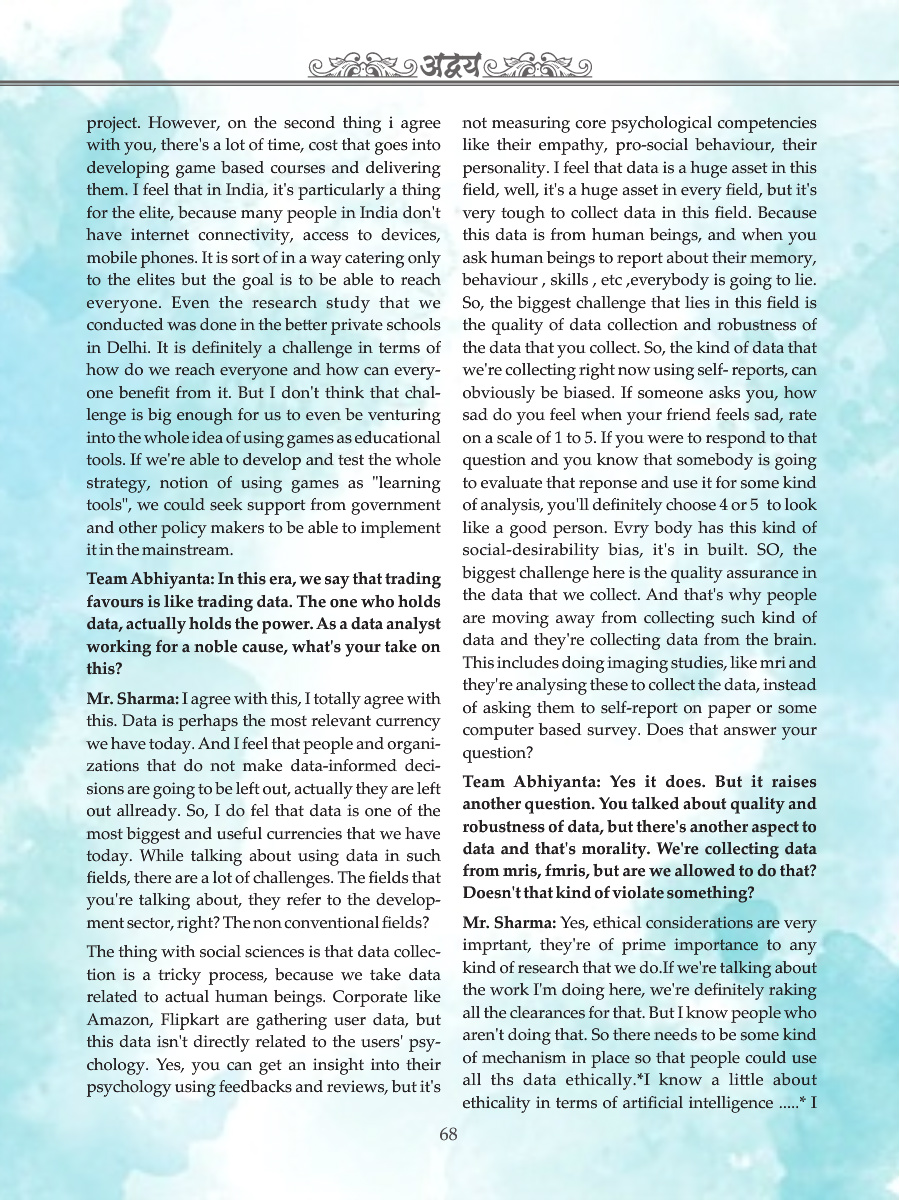 अद्वय
project. However, on the second thing i agree
with you, there's a lot of time, cost that goes into
developing game based courses and delivering
them. I feel that in India, it's particularly a thing
for the elite, because many people in India don't
have internet connectivity, access to devices,
mobile phones. It is sort of in a way catering only
to the elites but the goal is to be able to reach
everyone. Even the research study that we
conducted was done in the better private schools
in Delhi. It is definitely a challenge in terms of
how do we reach everyone and how can every-
one benefit from it. But I don't think that chal-
lenge is big enough for us to even be venturing
into the whole idea of using games as educational
tools. If we're able to develop and test the whole
strategy, notion of using games as "learning
tools", we could seek support from government
and other policy makers to be able to implement
it in the mainstream.
Team Abhiyanta: In this era, we say that trading
favours is like trading data. The one who holds
data, actually holds the power. As a data analyst
working for a noble cause, what's your take on
this?
Mr. Sharma: I agree with this, I totally agree with
this. Data is perhaps the most relevant currency
we have today. And I feel that people and organi-
zations that do not make data-informed deci-
sions are going to be left out, actually they are left
out allready. So, I do fel that data is one of the
most biggest and useful currencies that we have
today. While talking about using data in such
fields, there are a lot of challenges. The fields that
you're talking about, they refer to the develop-
ment sector, right? The non conventional fields?
The thing with social sciences is that data collec-
tion is a tricky process, because we take data
related to actual human beings. Corporate like
Amazon, Flipkart are gathering user data, but
this data isn't directly related to the users' psy-
chology. Yes, you can get an insight into their
psychology using feedbacks and reviews, but it's
not measuring core psychological competencies
like their empathy, pro-social behaviour, their
personality. I feel that data is a huge asset in this
field, well, it's a huge asset in every field, but it's
very tough to collect data in this field. Because
this data is from human beings, and when you
ask human beings to report about their memory,
behaviour , skills , etc ,everybody is going to lie.
So, the biggest challenge that lies in this field is
the quality of data collection and robustness of
the data that you collect. So, the kind of data that
we're collecting right now using self- reports, can
obviously be biased. If someone asks you, how
sad do you feel when your friend feels sad, rate
on a scale of 1 to 5. If you were to respond to that
question and you know that somebody is going
to evaluate that reponse and use it for some kind
of analysis, you'll definitely choose 4 or 5 to look
like a good person. Evry body has this kind of
social-desirability bias, it's in built. SO, the
biggest challenge here is the quality assurance in
the data that we collect. And that's why people
are moving away from collecting such kind of
data and they're collecting data from the brain.
This includes doing imaging studies, like mri and
they're analysing these to collect the data, instead
of asking them to self-report on paper or some
computer based survey. Does that answer your
question?
Team Abhiyanta: Yes it does. But it raises
another question. You talked about quality and
robustness of data, but there's another aspect to
data and that's morality. We're collecting data
from mris, fmris, but are we allowed to do that?
Doesn't that kind of violate something?
Mr. Sharma: Yes, ethical considerations are very
imprtant, they're of prime importance to any
kind of research that we do.If we're talking about
the work I'm doing here, we're definitely raking
all the clearances for that. But I know people who
aren't doing that. So there needs to be some kind
of mechanism in place so that people could use
all ths data ethically.*I know a little about
ethicality in terms of artificial intelligence .....* I
68